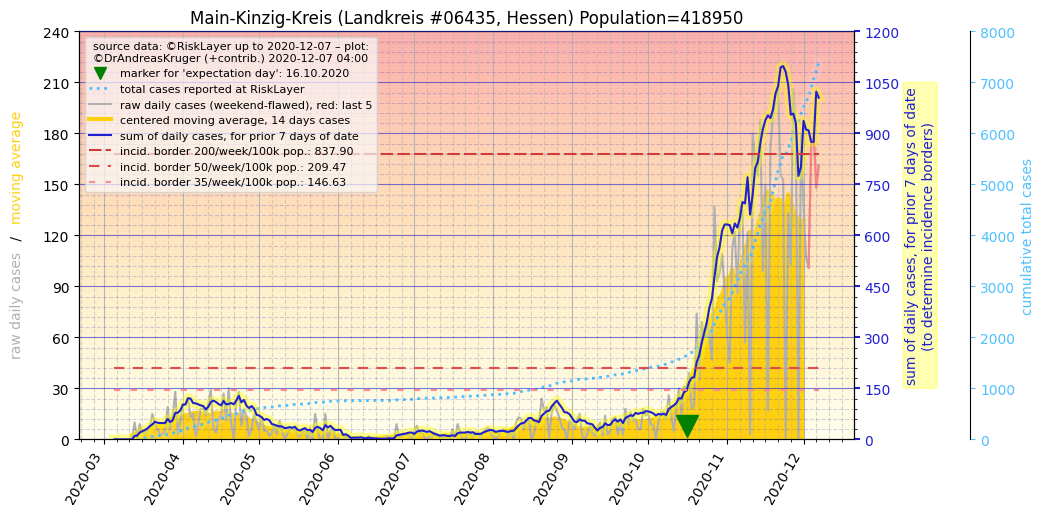 Main-Kinzig-Kreis (Landkreis #06435, Hessen) Population=418950
source data: ©RiskLayer up to 2020-12-07 – plot:
©DrAndreasKruger (+contrib.) 2020-12-07 04:00
marker for 'expectation day': 16.10.2020
total cases reported at RiskLayer
raw daily cases (weekend-flawed), red: last 5
centered moving average, 14 days cases
sum of daily cases, for prior 7 days of date
incid. border 200/week/100k pop.: 837.90
incid. border 50/week/100k pop.: 209.47
incid. border 35/week/100k pop.: 146.63
raw daily cases / moving average
240
210
180
150
120
90
60
30
0
1200
1050
900
750
600
450
300
150
0
sum of daily cases, for prior 7 days of date
(to determine incidence borders)
8000
7000
6000
5000
4000
3000
2000
1000
0
cumulative total cases
2020-03
2020-04
2020-05
2020-06
2020-07
2020-08
2020-09
2020-10
2020-11
2020-12